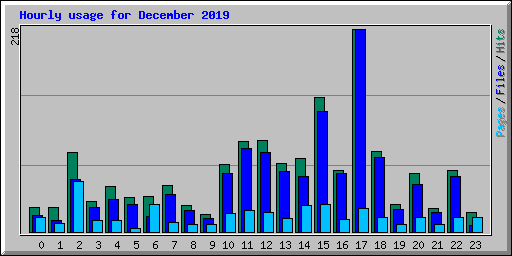 Hourly usage for December 2019
218
Pages / Files / Hits
0 1 2 3 4 5 6 7 8 9 10 11 12 13 14 15 16 17 18 19 20 21 22 23